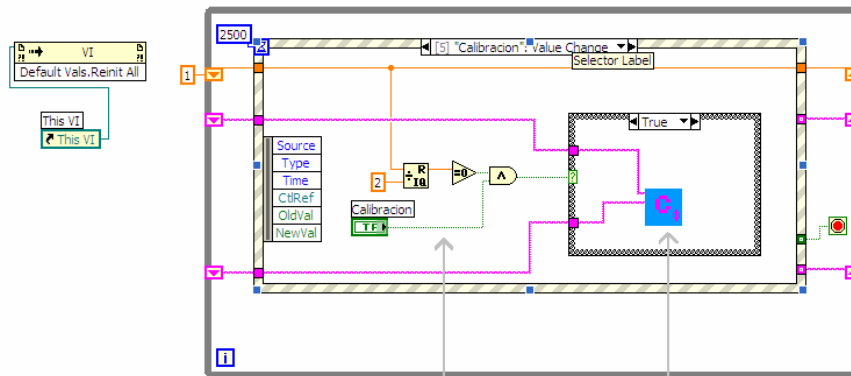 2500
[5] "Calibracion": Value Change
Selector Label
VI
Default Vals.Reinit All
This VI
This VI
1
True
Source
Type
Time
CtlRef
OldVal
NewVal
R
IQ
2
=0
Λ
?
Calibracion
TF
i